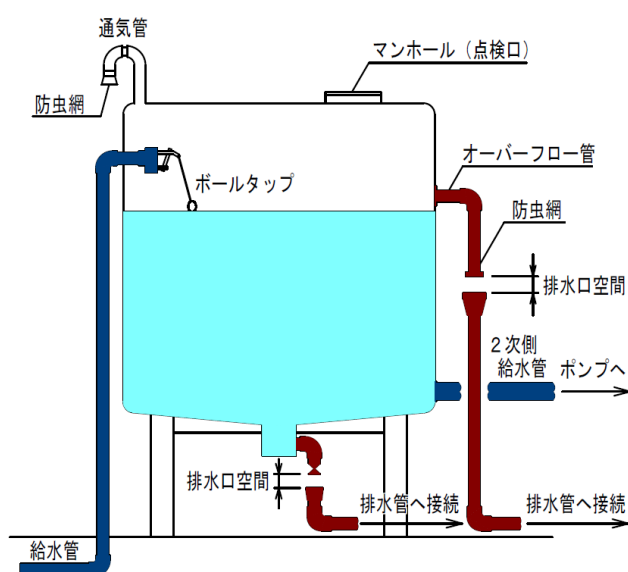 通気管
マンホール（点検口）
防虫網
オーバーフロー管
ボールタップ
防虫網
排水口空間
２次側
給水管
ポンプへ
排水口空間
排水管へ接続
排水管へ接続
給水管